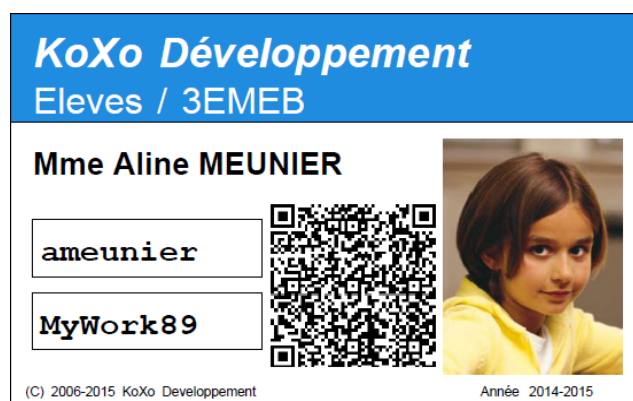 KoXo Développement
Eleves / 3EMEB
Mme Aline MEUNIER
ameunier
MyWork89
(C) 2006-2015 KoXo Developpement
Année 2014-2015